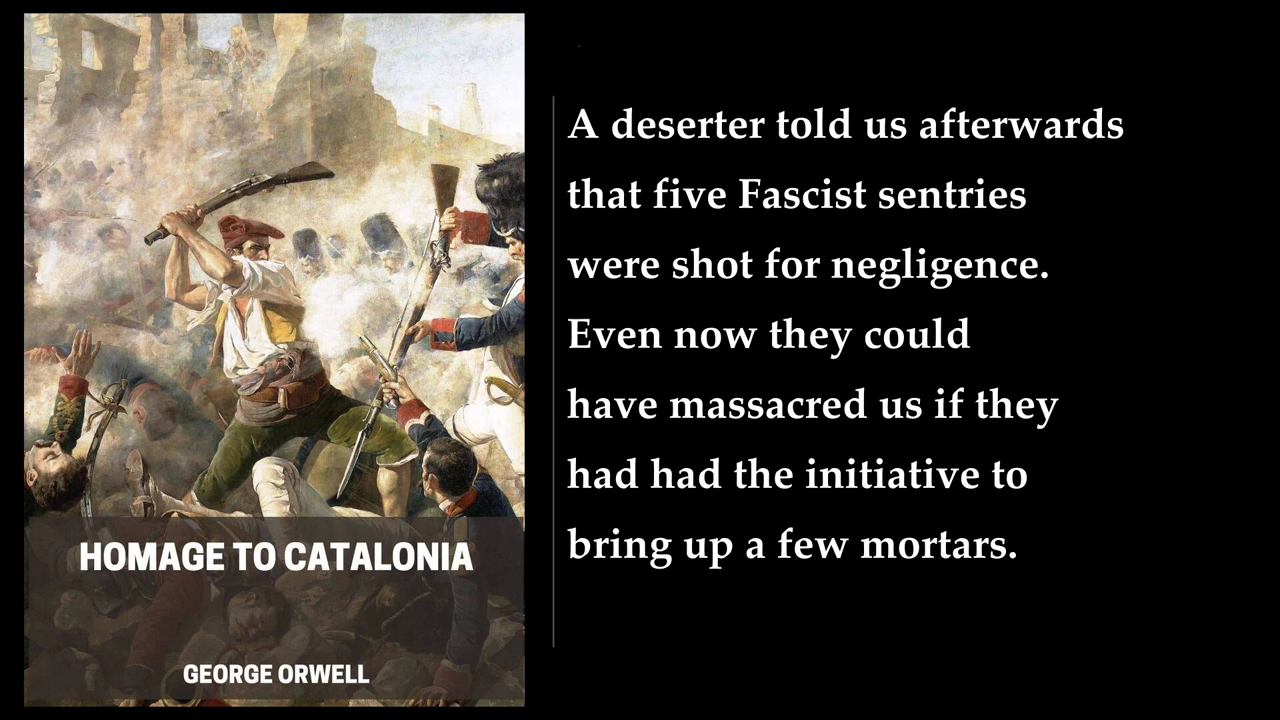 HOMAGE TO CATALONIA
GEORGE ORWELL
A deserter told us afterwards
that five Fascist sentries
were shot for negligence.
Even now they could
have massacred us if they
had had the initiative to
bring up a few mortars.